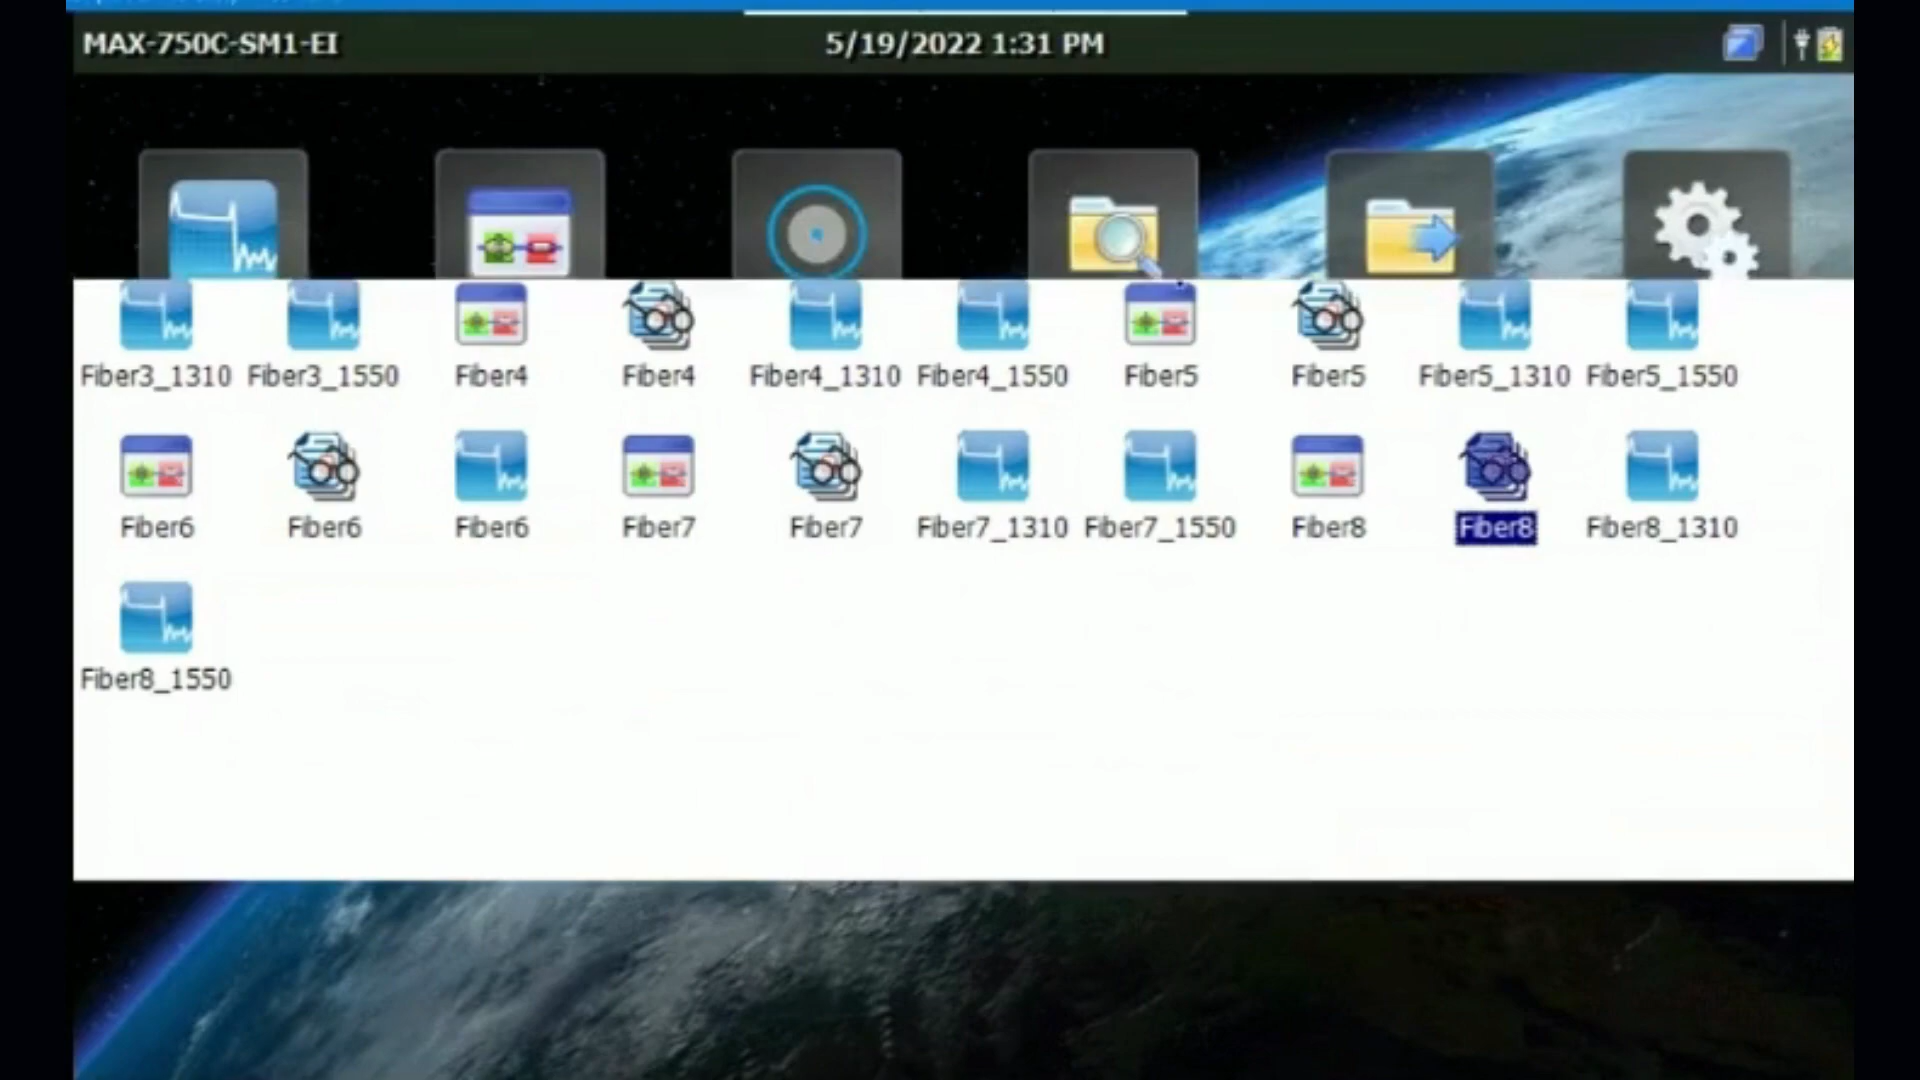 MAX-750C-SM1-EI 5/19/2022 1:31 PM
Fiber3_1310 Fiber3_1550 Fiber4 Fiber4 Fiber4_1310 Fiber4_1550 Fiber5 Fiber5 Fiber5_1310 Fiber5_1550
Fiber6 Fiber6 Fiber6 Fiber7 Fiber7 Fiber7_1310 Fiber7_1550 Fiber8 Fiber8 Fiber8_1310
Fiber8_1550